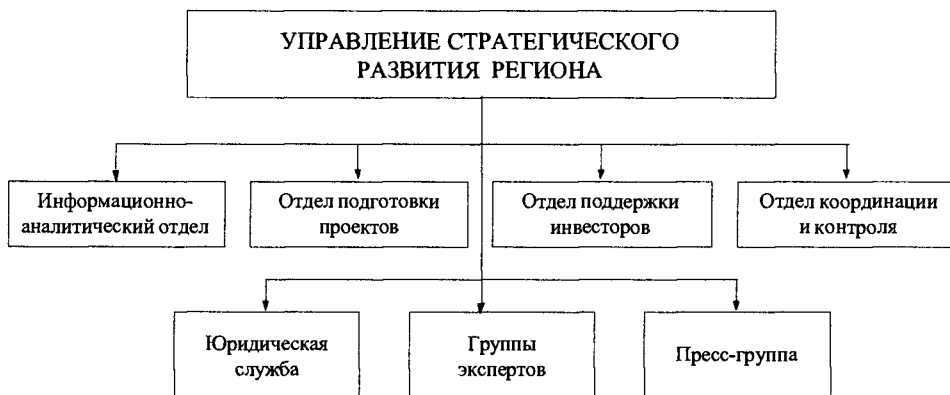 УПРАВЛЕНИЕ СТРАТЕГИЧЕСКОГО
РАЗВИТИЯ РЕГИОНА
Информационно-
аналитический отдел
Отдел подготовки
проектов
Отдел поддержки
инвесторов
Отдел координации
и контроля
Юридическая
служба
Группы
экспертов
Пресс-группа